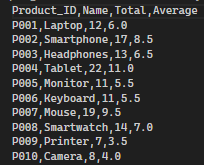 Product_ID,Name,Total,Average
P001,Laptop,12,6.0
P002,Smartphone,17,8.5
P003,Headphones,13,6.5
P004,Tablet,22,11.0
P005,Monitor,11,5.5
P006,Keyboard,11,5.5
P007,Mouse,19,9.5
P008,Smartwatch,14,7.0
P009,Printer,7,3.5
P010,Camera,8,4.0